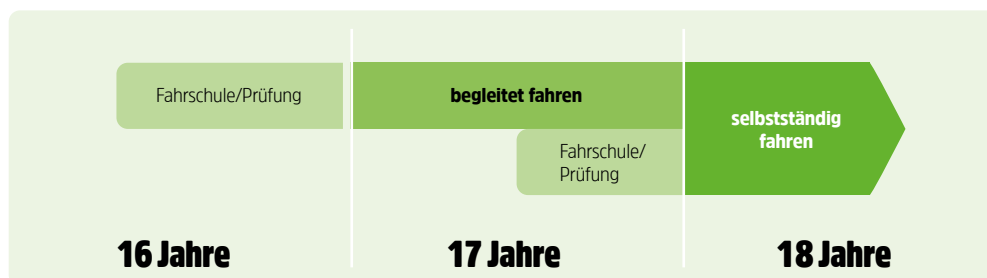 Fahrschule/Prüfung
begleitet fahren
selbstständig
fahren
Fahrschule/
Prüfung
16 Jahre
17 Jahre
18 Jahre